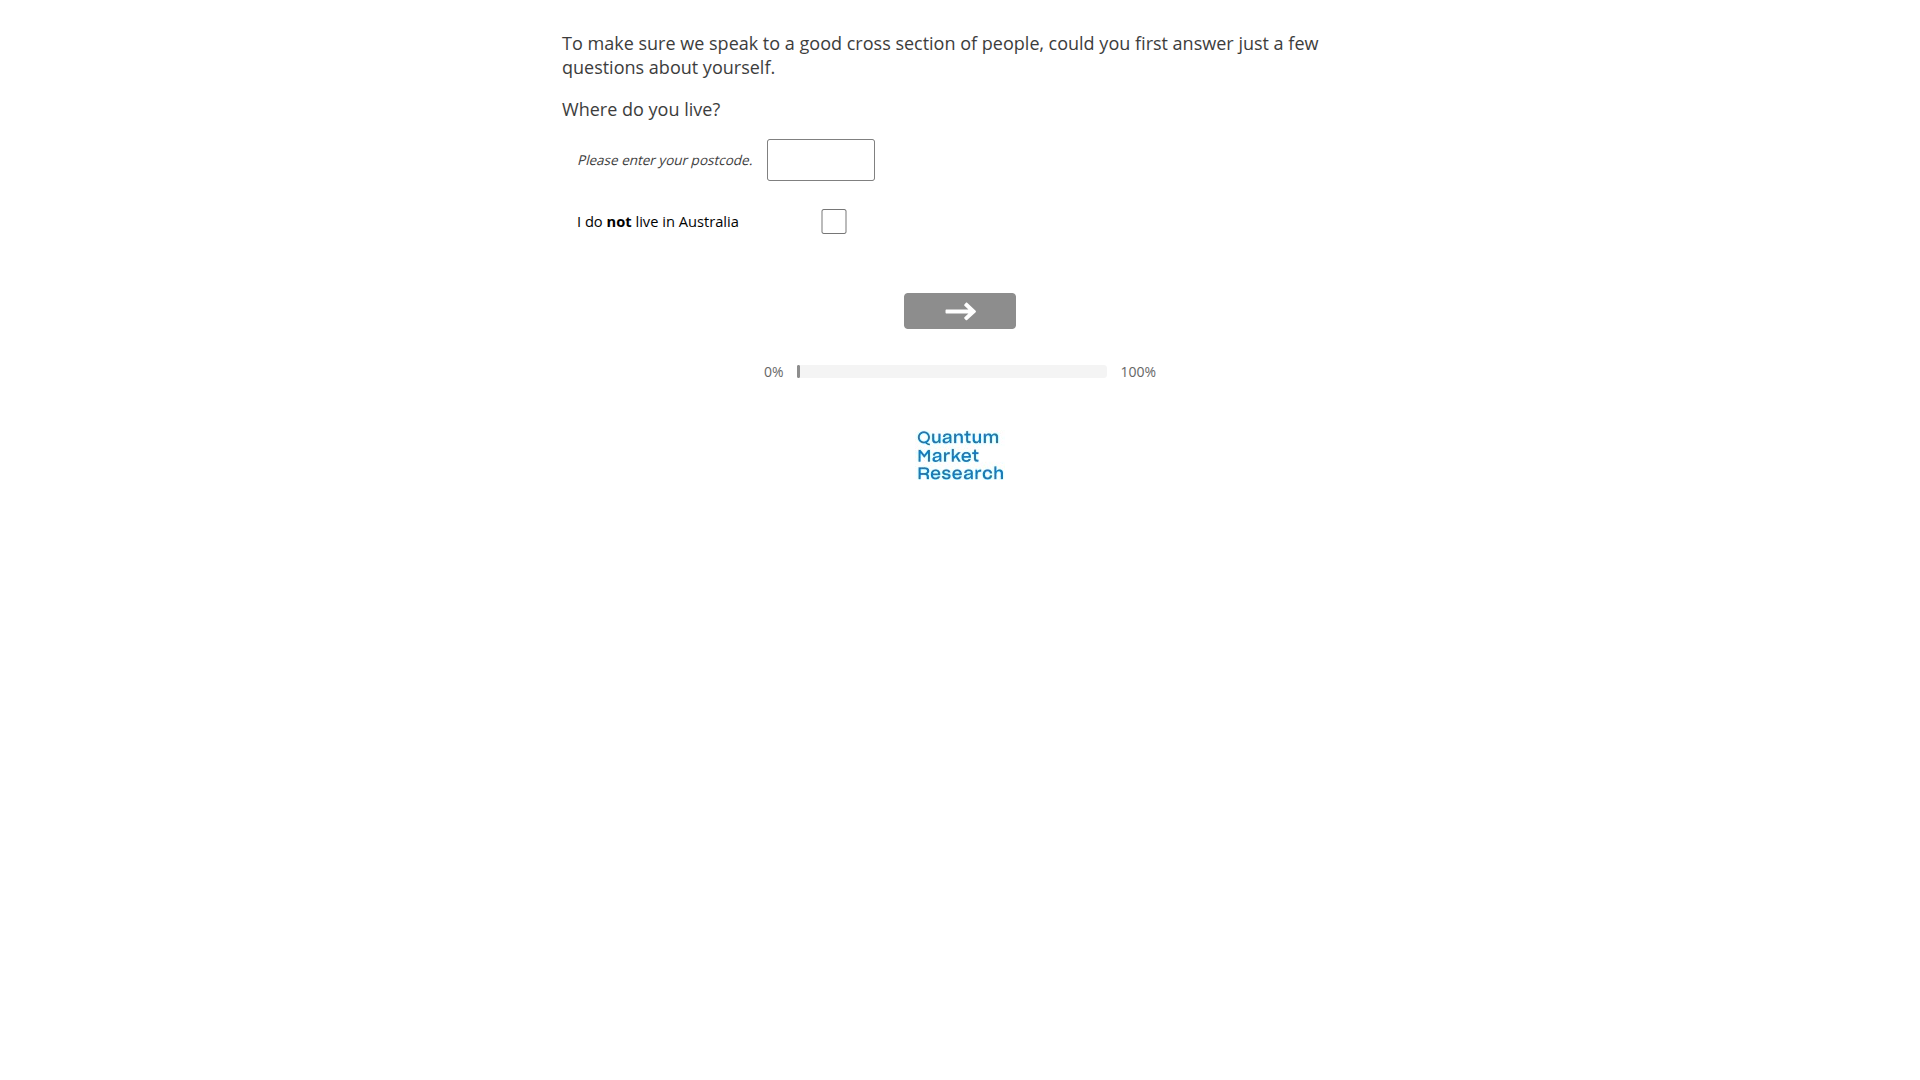 To make sure we speak to a good cross section of people, could you first answer just a few
questions about yourself.
Where do you live?
Please enter your postcode.
I do not live in Australia
0%
100%
Quantum
Market
Research